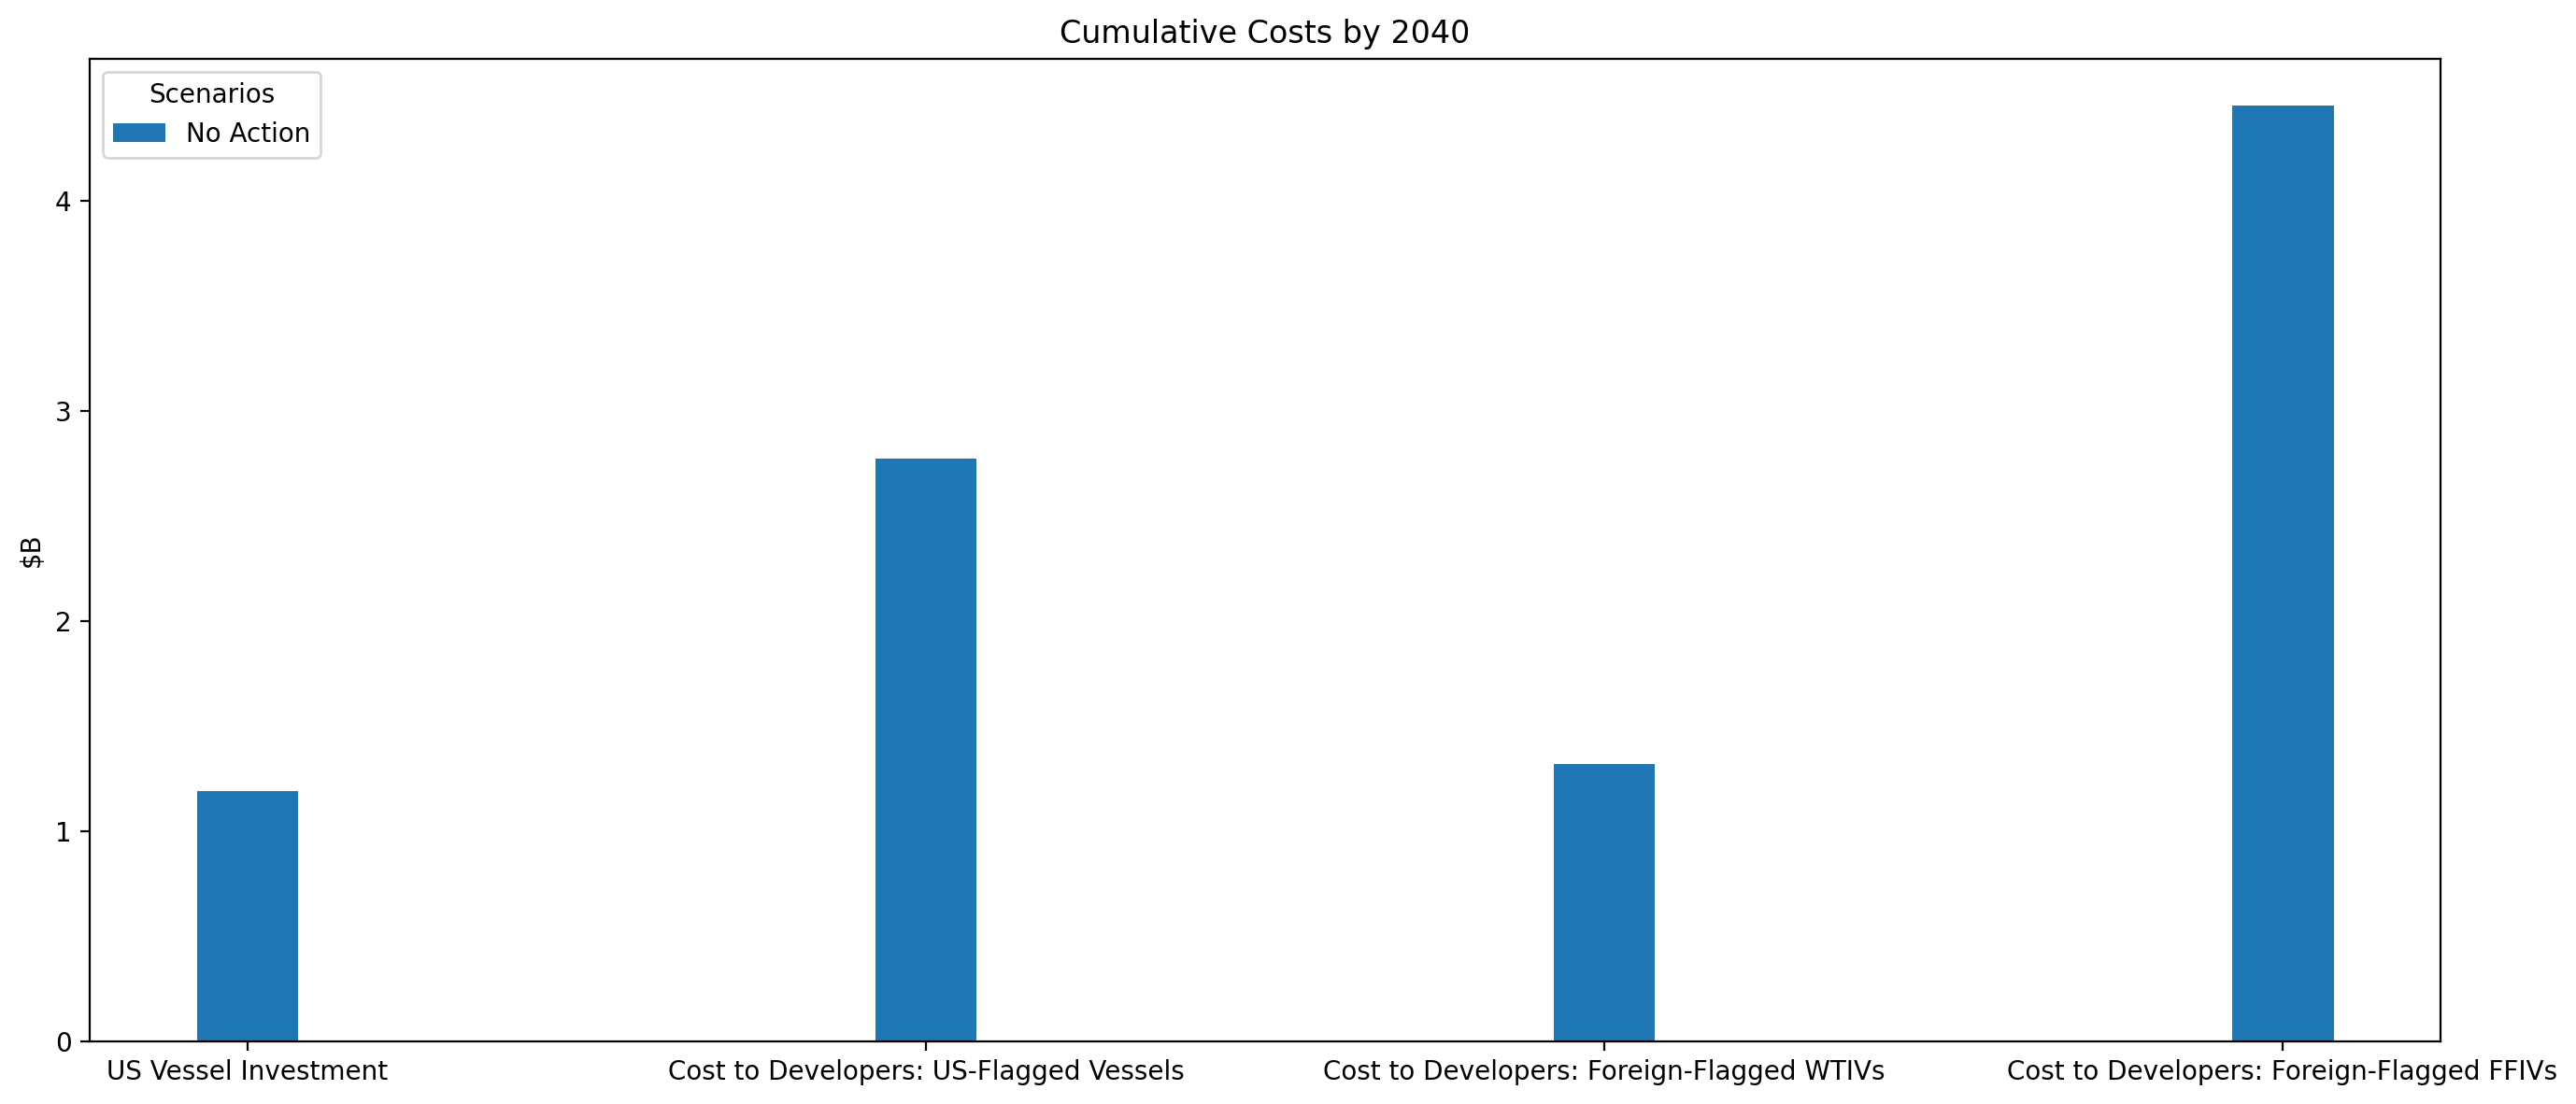 Cumulative Costs by 2040
Scenarios
No Action
$B
4
3
2
1
0
US Vessel Investment
Cost to Developers: US-Flagged Vessels
Cost to Developers: Foreign-Flagged WTIVs
Cost to Developers: Foreign-Flagged FFIVs